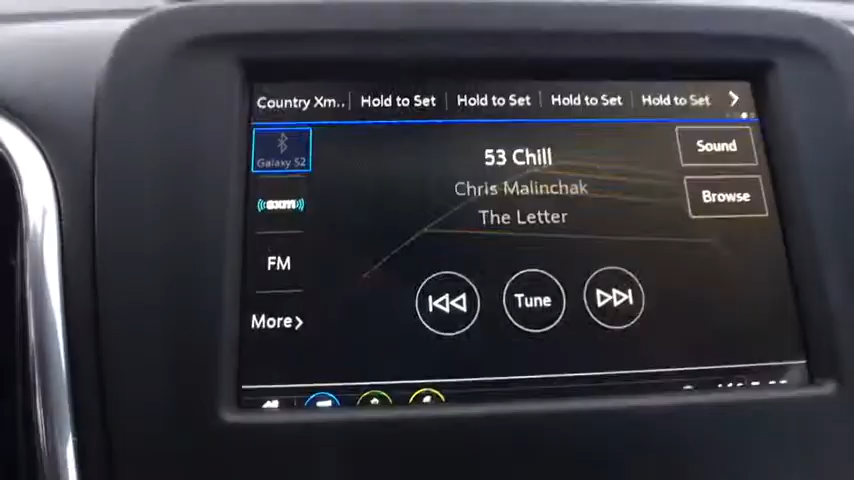 Country Xm..
Hold to Set
Hold to Set
Hold to Set
Hold to Set
Galaxy S2
53 Chill
Sound
Chris Malinchak
sxm
Browse
The Letter
FM
Tune
More